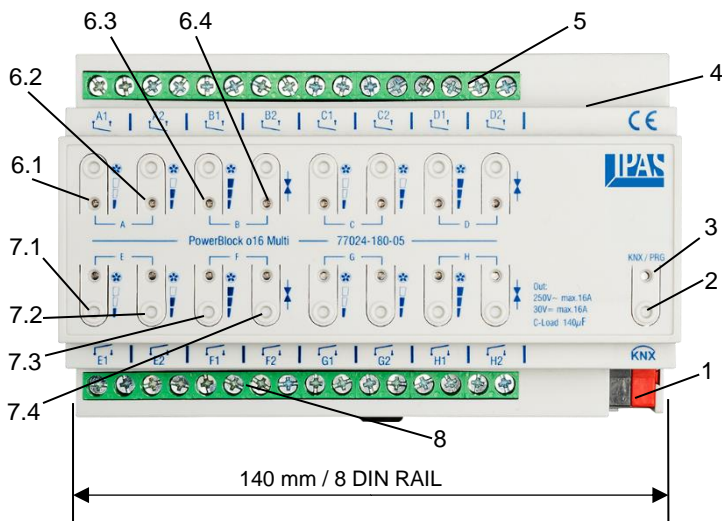 6.3 6.4
5
6.2
4
A1 A2 B1 B2 C1 C2 D1 D2 CE
6.1
IPAS
A B C D
7.1
PowerBlock o16 Multi 77024-180-05
KNX / PRG
3
E F G H
2
7.2
Out:
250V~ max.16A
30V= max.16A
C-Load 140µF
7.3
E1 E2 F1 F2 G1 G2 H1 H2 KNX
7.4
1
8
140 mm / 8 DIN RAIL